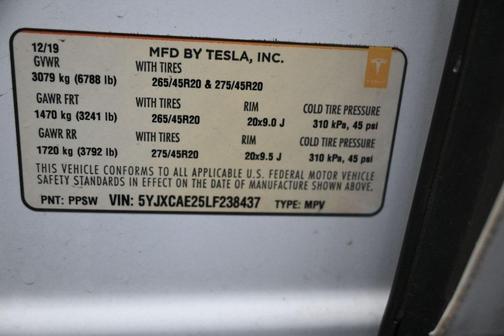 12/19 MFD BY TESLA, INC.
GVWR WITH TIRES
3079 kg (6788 lb) 265/45R20 & 275/45R20
GAWR FRT WITH TIRES RIM COLD TIRE PRESSURE
1470 kg (3241 lb) 265/45R20 20x9.0 J 310 kPa, 45 psi
GAWR RR WITH TIRES RIM COLD TIRE PRESSURE
1720 kg (3792 lb) 275/45R20 20x9.5 J 310 kPa, 45 psi
THIS VEHICLE CONFORMS TO ALL APPLICABLE U.S. FEDERAL MOTOR VEHICLE
SAFETY STANDARDS IN EFFECT ON THE DATE OF MANUFACTURE SHOWN ABOVE.
PNT: PPSW VIN: 5YJXCAE25LF238437 TYPE: MPV